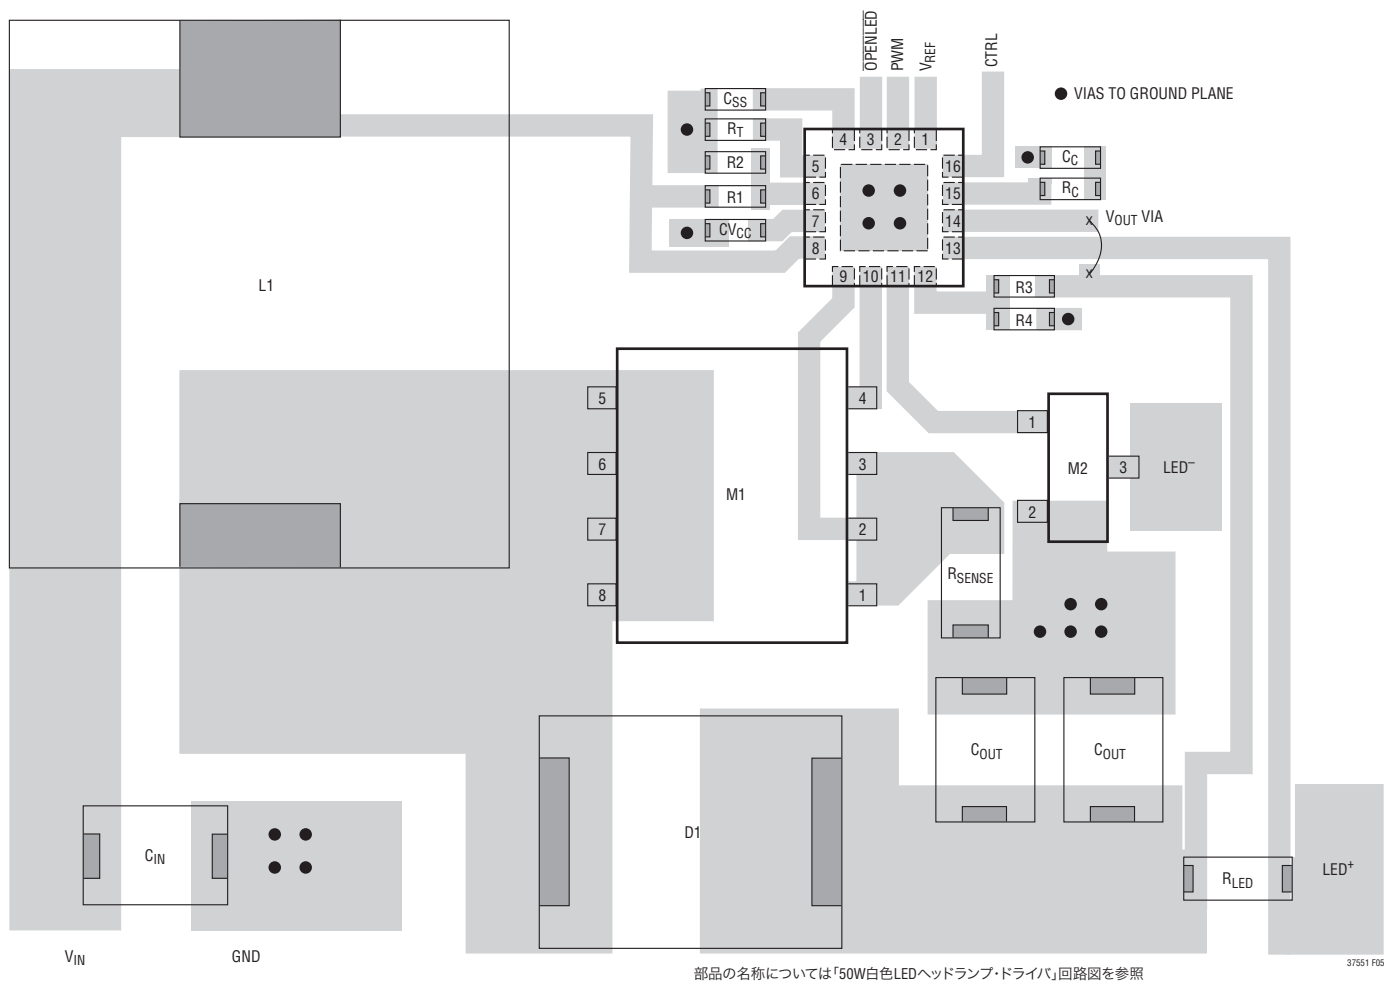 OPENLED
PWM
VREF
CTRL
VIAS TO GROUND PLANE
CSS
RT
R2
R1
CVCC
4 3 2 1
5
6
7
8
16
15
14
13
9 10 11 12
CC
RC
VOUT VIA
x
x
R3
R4
L1
5
6
7
8
M1
4
3
2
1
1
2
M2
3
LED–
RSENSE
COUT
COUT
D1
CIN
RLED
LED+
VIN
GND
部品の名称については「50W白色LEDヘッドランプ・ドライバ」回路図を参照
37551 F05